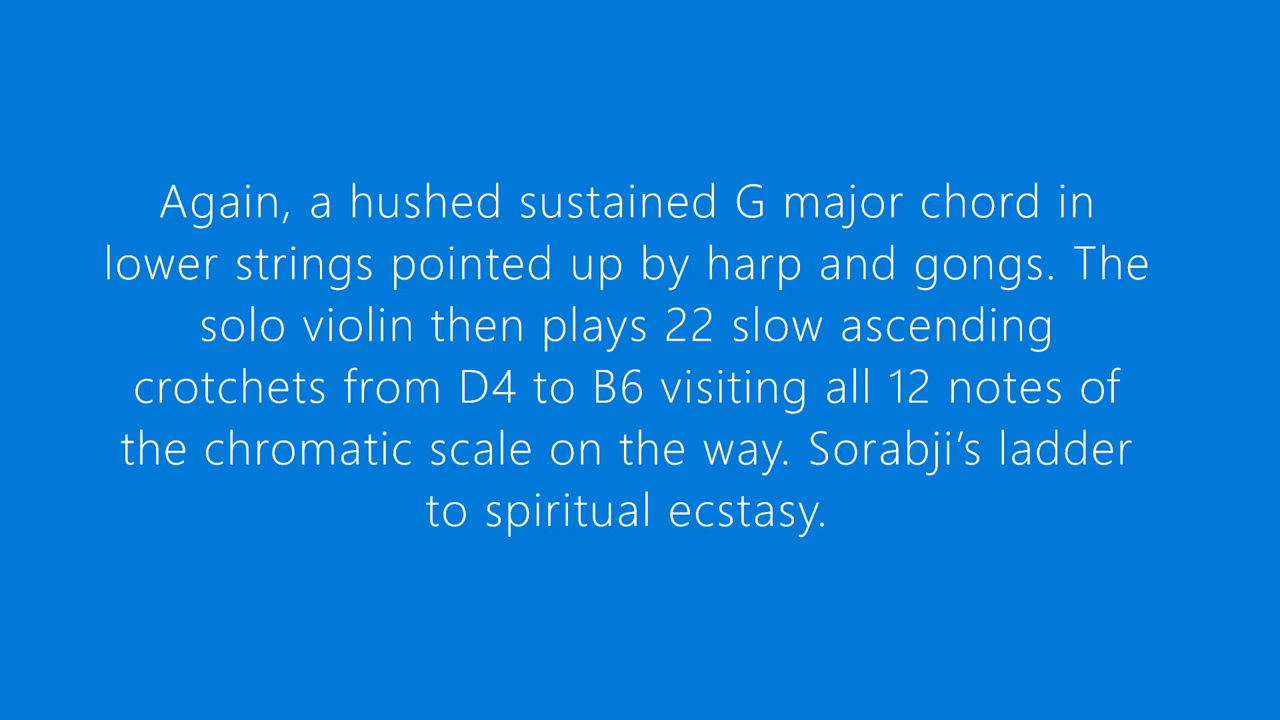 Again, a hushed sustained G major chord in
lower strings pointed up by harp and gongs. The
solo violin then plays 22 slow ascending
crotchets from D4 to B6 visiting all 12 notes of
the chromatic scale on the way. Sorabji’s ladder
to spiritual ecstasy.